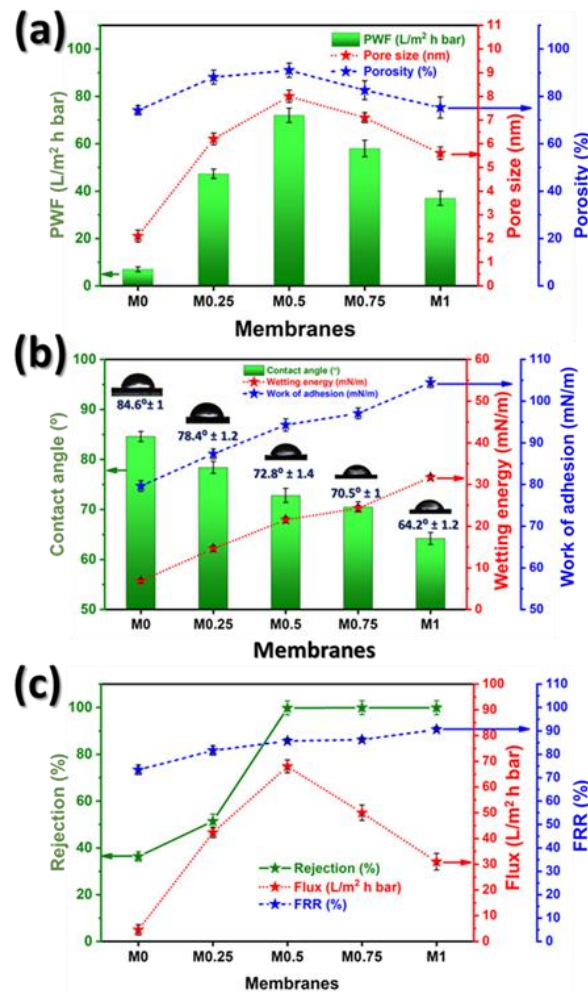 (a)
PWF (L/m² h bar)
Pore size (nm)
Porosity (%)
100
80
60
40
20
0
PWF (L/m² h bar)
11
10
9
8
7
6
5
4
3
2
1
0
Pore size (nm)
100
80
60
40
20
0
Porosity (%)
M0 M0.25 M0.5 M0.75 M1
Membranes
(b)
Contact angle (°)
Wetting energy (mN/m)
Work of adhesion (mN/m)
84.6° ± 1
78.4° ± 1.2
72.8° ± 1.4
70.5° ± 1
64.2° ± 1.2
100
95
90
85
80
75
70
65
60
55
50
Contact angle (°)
60
50
40
30
20
10
0
Wetting energy (mN/m)
110
100
90
80
70
60
50
Work of adhesion (mN/m)
M0 M0.25 M0.5 M0.75 M1
Membranes
(c)
100
80
60
40
20
0
Rejection (%)
Rejection (%)
Flux (L/m² h bar)
FRR (%)
100
90
80
70
60
50
40
30
20
10
0
Flux (L/m² h bar)
110
100
90
80
70
60
50
40
30
20
10
0
FRR (%)
M0 M0.25 M0.5 M0.75 M1
Membranes